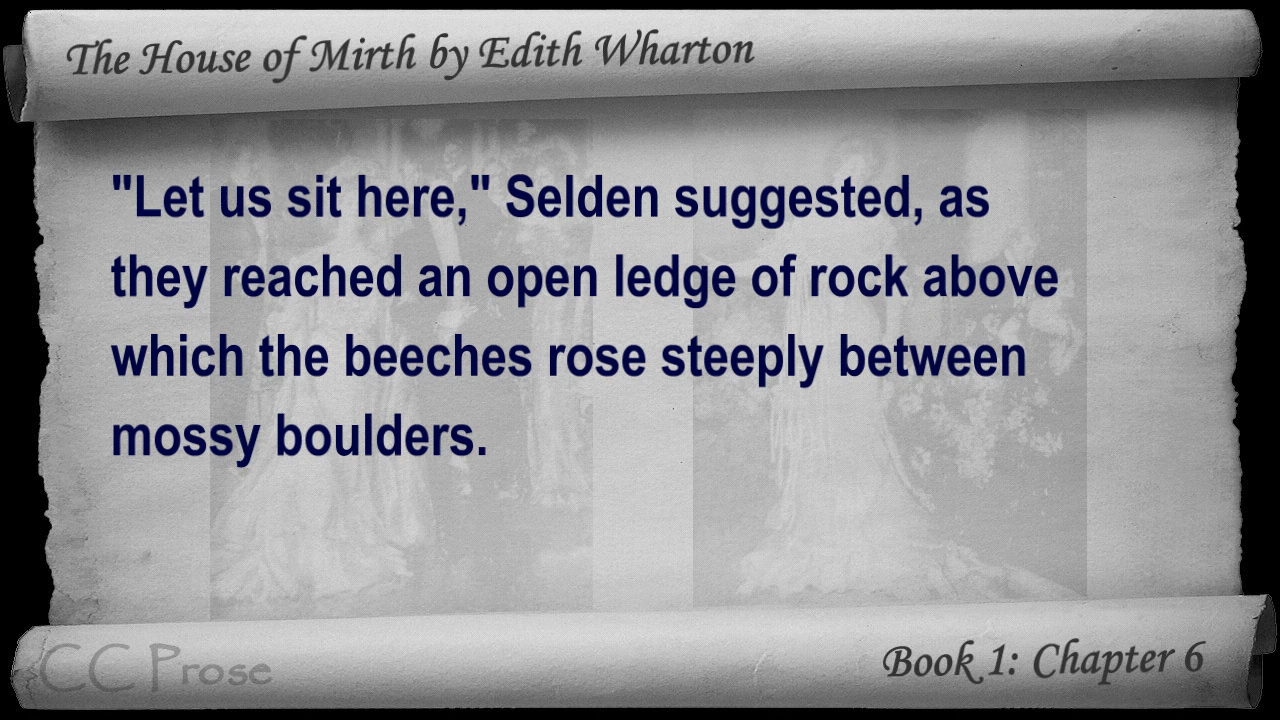 The House of Mirth by Edith Wharton
"Let us sit here," Selden suggested, as
they reached an open ledge of rock above
which the beeches rose steeply between
mossy boulders.
CC Prose
Book 1: Chapter 6